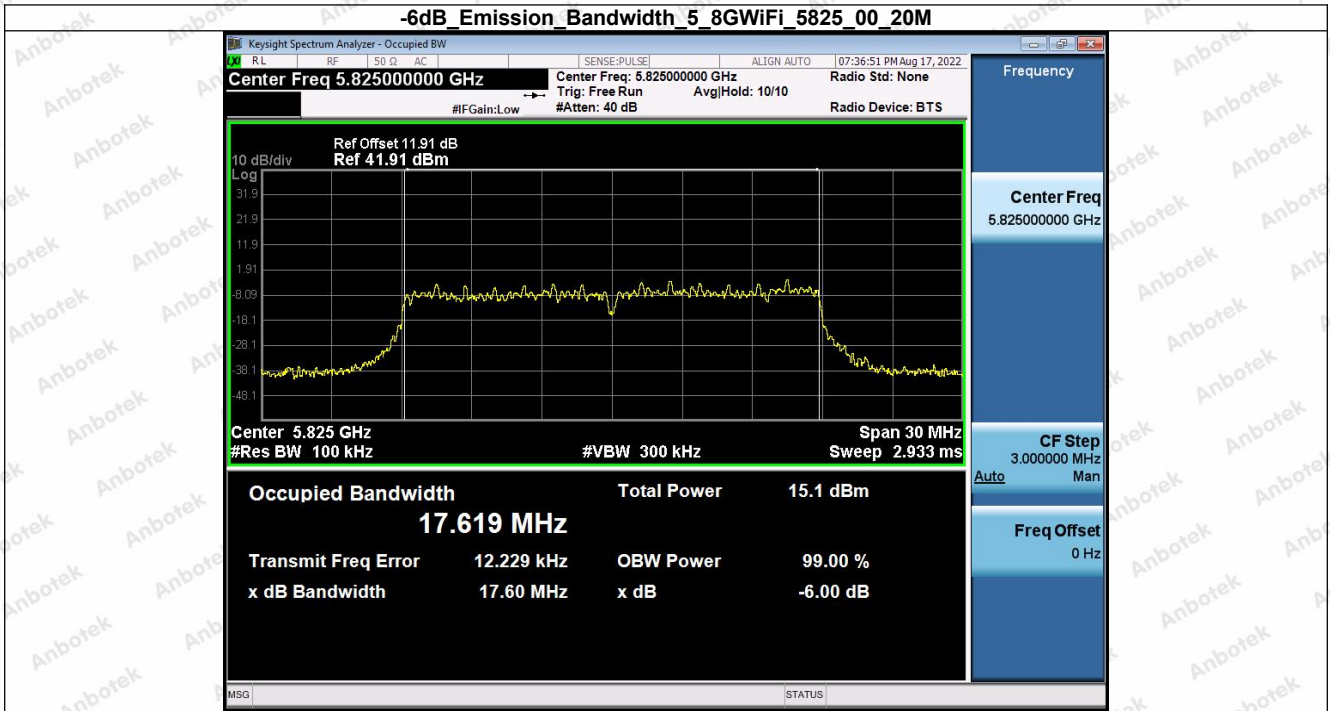 -6dB_Emission_Bandwidth_5_8GWiFi_5825_00_20M
Keysight Spectrum Analyzer - Occupied BW
LXI RL RF 50 Ω AC SENSE:PULSE ALIGN AUTO 07:36:51 PM Aug 17, 2022
Center Freq 5.825000000 GHz
Center Freq: 5.825000000 GHz
Radio Std: None
Trig: Free Run Avg|Hold: 10/10
#IFGain:Low
#Atten: 40 dB
Radio Device: BTS
Frequency
Ref Offset 11.91 dB
10 dB/div Ref 41.91 dBm
Log
31.9
21.9
11.9
1.91
-8.09
-18.1
-28.1
-38.1
-48.1
Center 5.825 GHz
Span 30 MHz
#Res BW 100 kHz
#VBW 300 kHz
Sweep 2.933 ms
Center Freq
5.825000000 GHz
CF Step
3.000000 MHz
Auto Man
Freq Offset
0 Hz
Occupied Bandwidth
17.619 MHz
Total Power 15.1 dBm
Transmit Freq Error 12.229 kHz
OBW Power 99.00 %
x dB Bandwidth 17.60 MHz
x dB -6.00 dB
MSG
STATUS
Anbotek